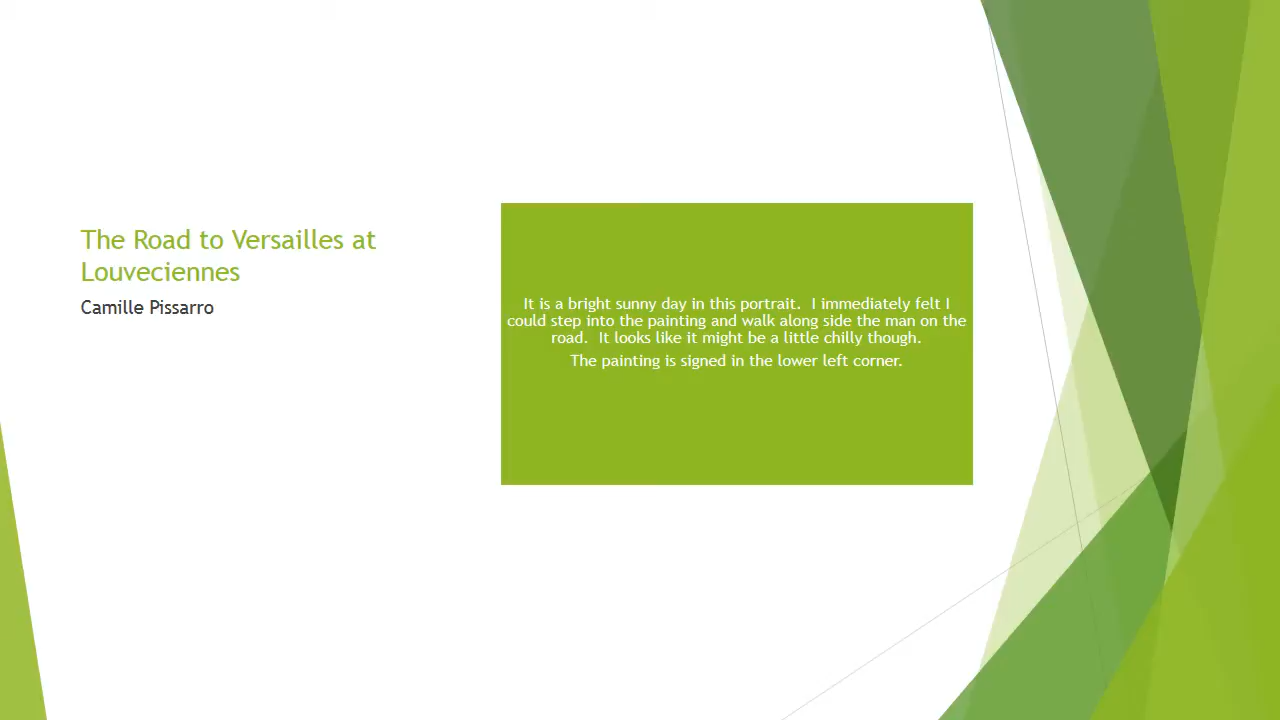 The Road to Versailles at
Louveciennes
Camille Pissarro
It is a bright sunny day in this portrait.  I immediately felt I
could step into the painting and walk along side the man on the
road.  It looks like it might be a little chilly though.
The painting is signed in the lower left corner.